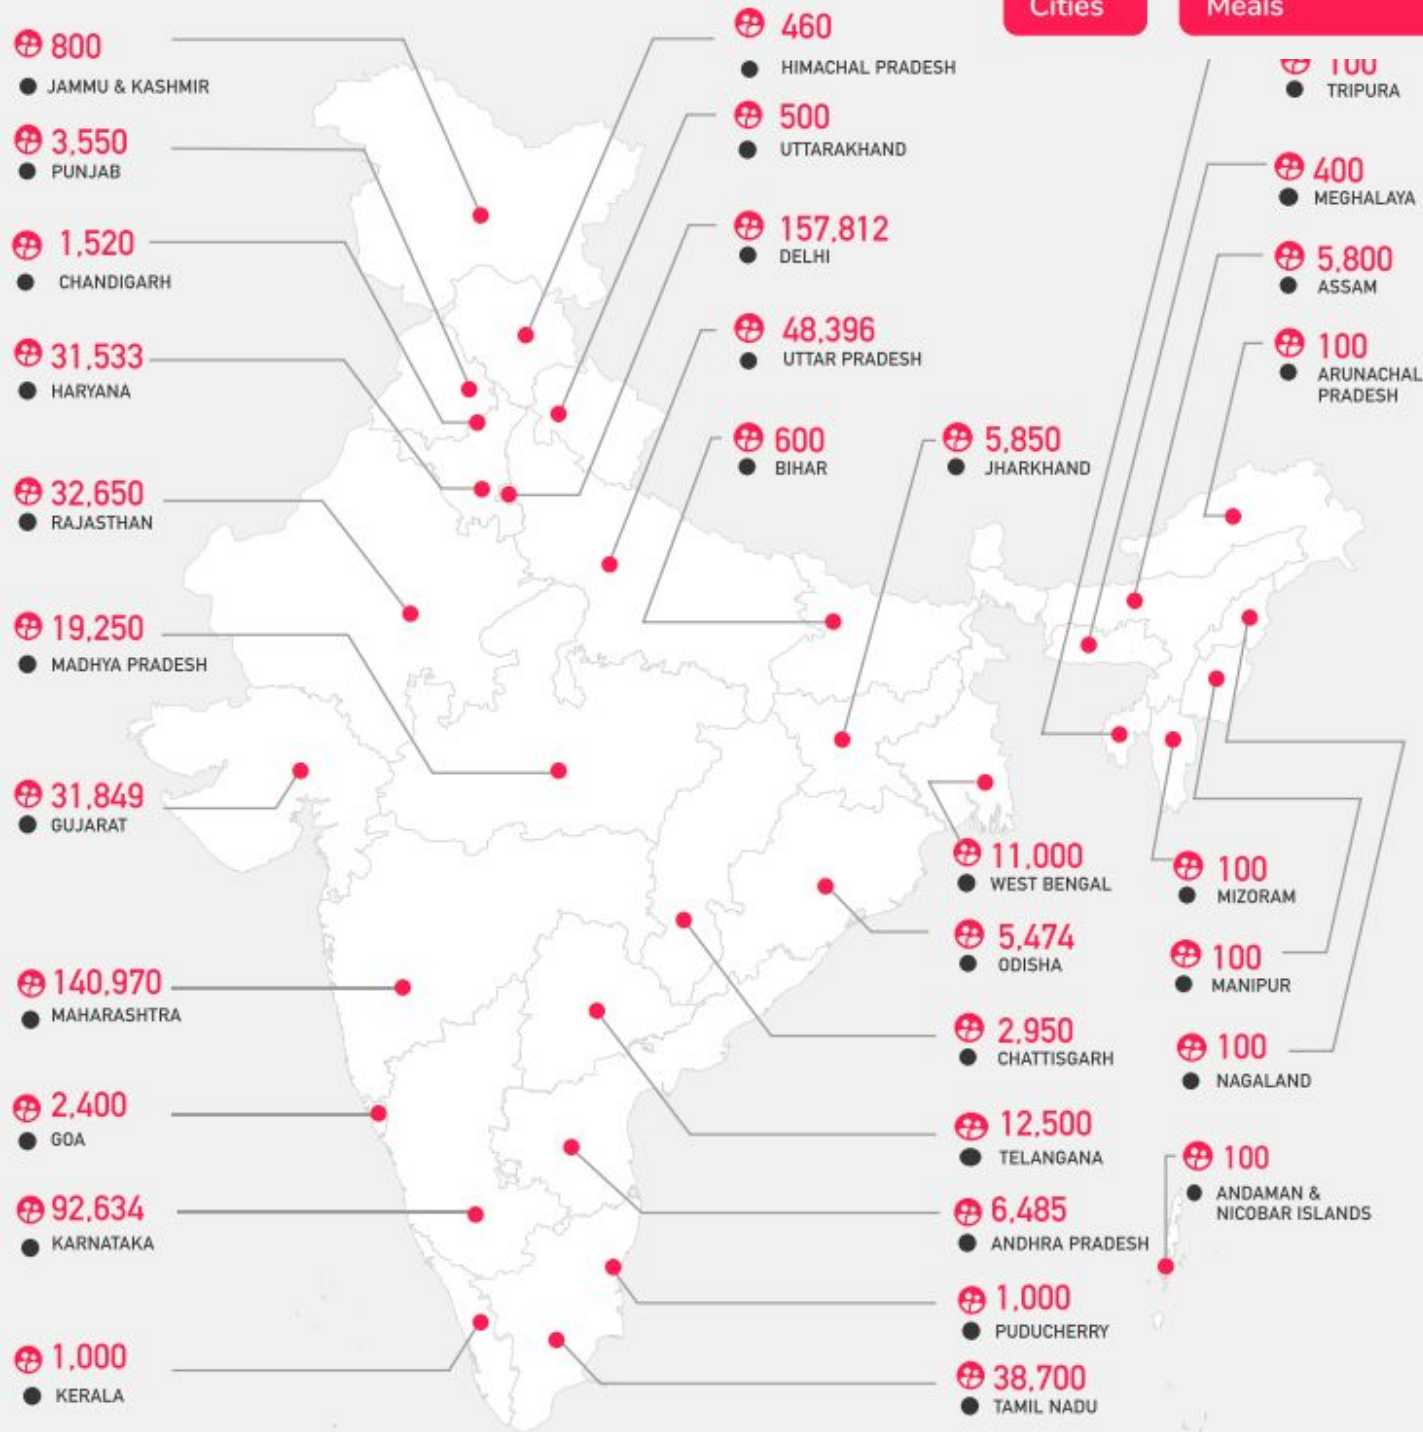 Cities
Meals
800
JAMMU & KASHMIR
3,550
PUNJAB
1,520
CHANDIGARH
31,533
HARYANA
32,650
RAJASTHAN
19,250
MADHYA PRADESH
31,849
GUJARAT
140,970
MAHARASHTRA
2,400
GOA
92,634
KARNATAKA
1,000
KERALA
460
HIMACHAL PRADESH
500
UTTARAKHAND
157,812
DELHI
48,396
UTTAR PRADESH
600
BIHAR
5,850
JHARKHAND
11,000
WEST BENGAL
5,474
ODISHA
2,950
CHATTISGARH
12,500
TELANGANA
6,485
ANDHRA PRADESH
1,000
PUDUCHERRY
38,700
TAMIL NADU
100
TRIPURA
400
MEGHALAYA
5,800
ASSAM
100
ARUNACHAL
PRADESH
100
MIZORAM
100
MANIPUR
100
NAGALAND
100
ANDAMAN &
NICOBAR ISLANDS